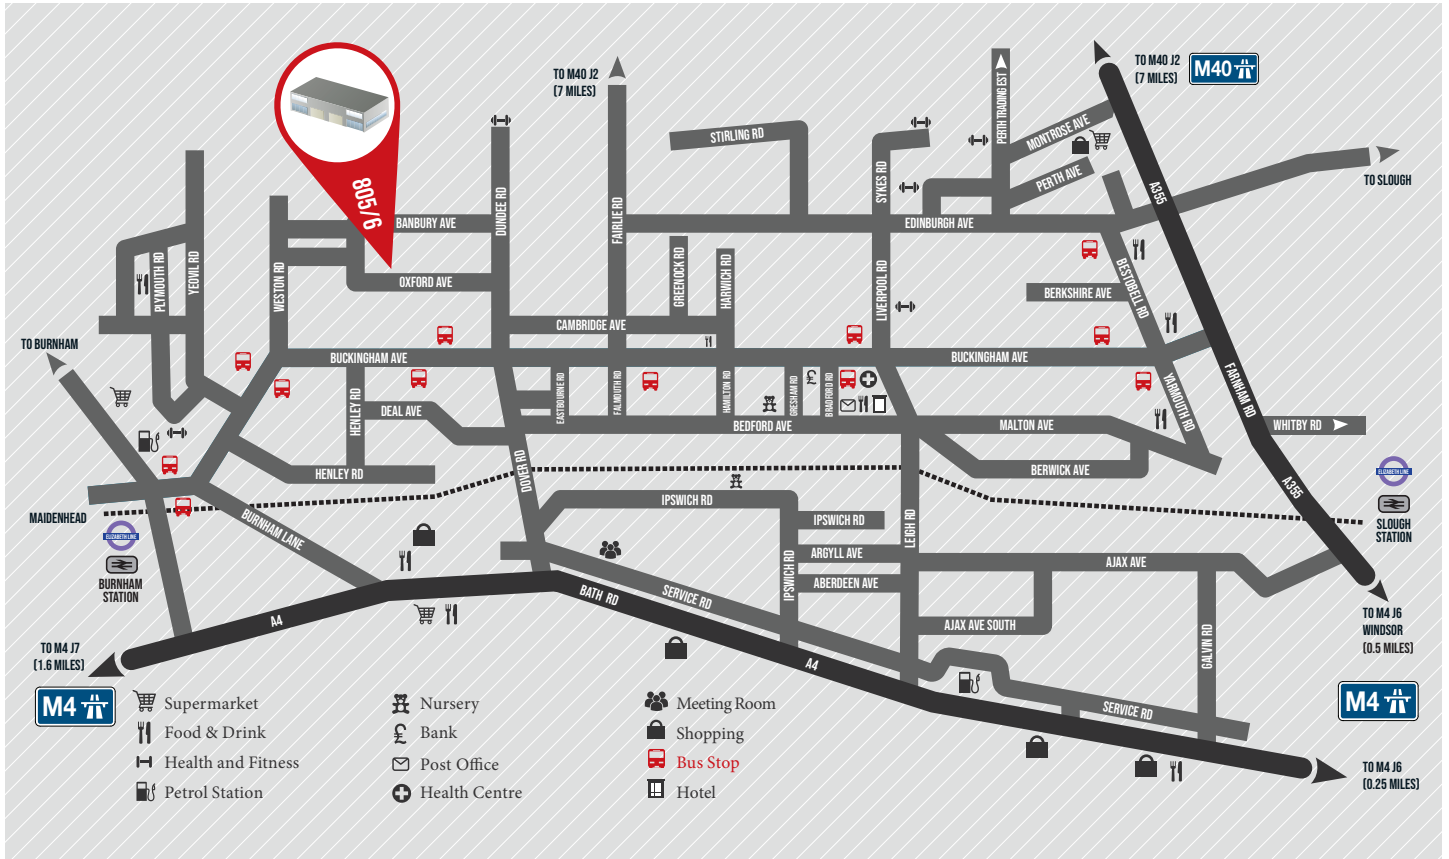 TO M40 J2
(7 MILES)
TO M40 J2
(7 MILES)
M40
805/6
STIRLING RD
PERTH TRADING EST
MONTROSE AVE
PERTH AVE
SYKES RD
A355
TO SLOUGH
BANBURY AVE
DUNDEE RD
FAIRLIE RD
EDINBURGH AVE
PLYMOUTH RD
YEOVIL RD
WESTON RD
OXFORD AVE
GREENOCK RD
HARWICH RD
LIVERPOOL RD
BERKSHIRE AVE
BESTOBELL RD
CAMBRIDGE AVE
TO BURNHAM
BUCKINGHAM AVE
BUCKINGHAM AVE
HENLEY RD
DEAL AVE
EASTBOURNE RD
FALMOUTH RD
HAMILTON RD
GRESHAM RD
BRADFORD RD
YARMOUTH RD
FARNHAM RD
BEDFORD AVE
MALTON AVE
WHITBY RD
HENLEY RD
DOVER RD
BERWICK AVE
ELIZABETH LINE
A355
SLOUGH
STATION
MAIDENHEAD
ELIZABETH LINE
BURNHAM
STATION
BURNHAM LANE
IPSWICH RD
IPSWICH RD
LEIGH RD
ARGYLL AVE
AJAX AVE
IPSWICH RD
ABERDEEN AVE
SERVICE RD
BATH RD
AJAX AVE SOUTH
GALVIN RD
A4
A4
TO M4 J6
WINDSOR
(0.5 MILES)
TO M4 J7
(1.6 MILES)
M4
M4
SERVICE RD
TO M4 J6
(0.25 MILES)
Supermarket
Food & Drink
Health and Fitness
Petrol Station
Nursery
Bank
Post Office
Health Centre
Meeting Room
Shopping
Bus Stop
Hotel